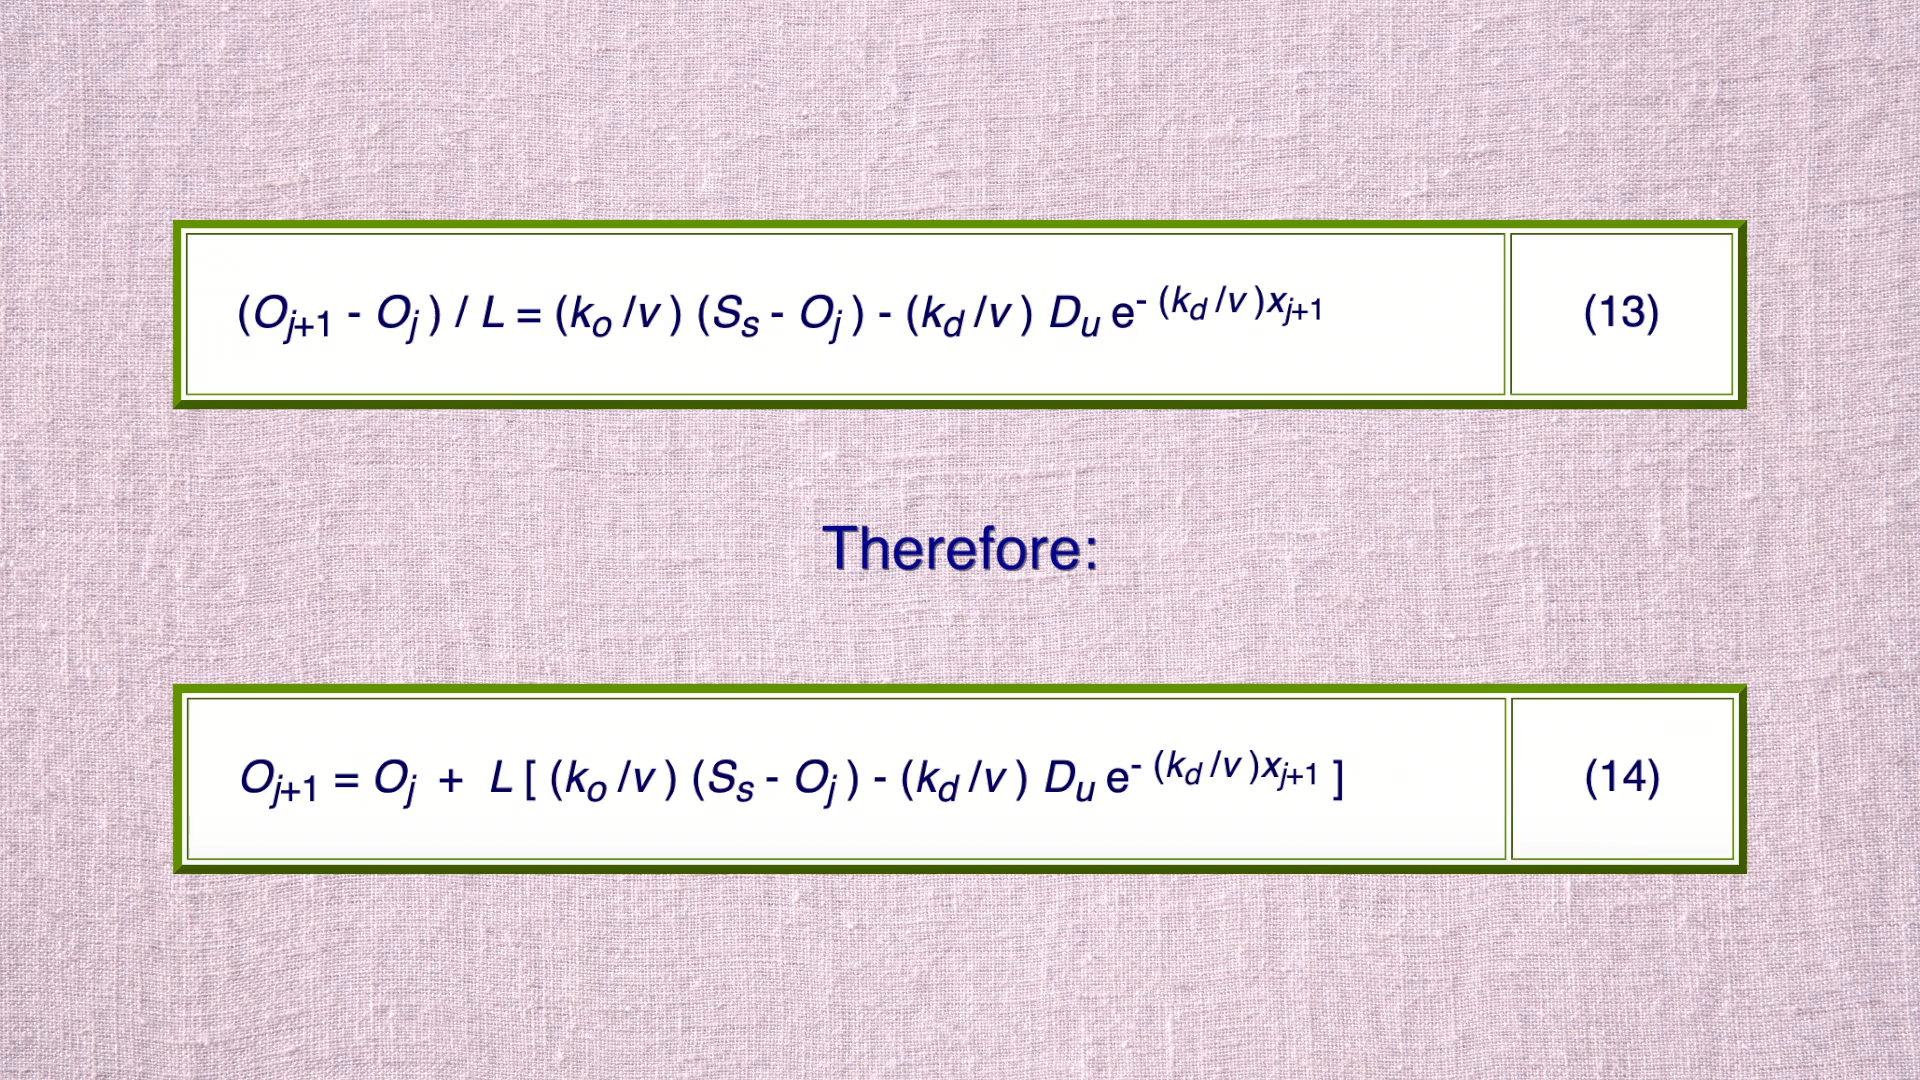 (Oj+1 - Oj) / L = (ko /v) (Ss - Oj) - (kd /v) Du e- (kd /v)xj+1 (13)
Therefore:
Oj+1 = Oj + L [ (ko /v) (Ss - Oj) - (kd /v) Du e- (kd /v)xj+1 ] (14)